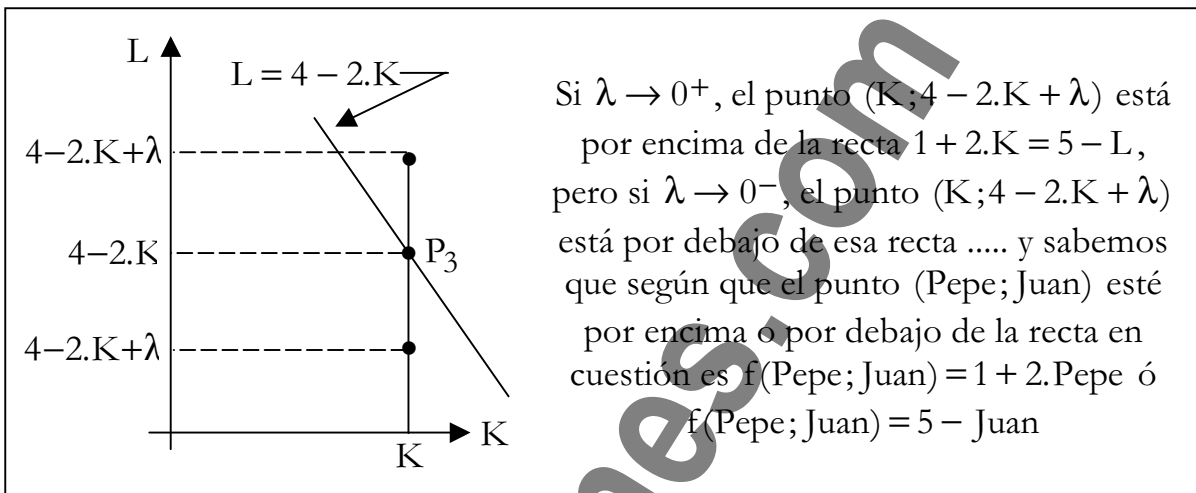 L
L = 4 − 2.K
4−2.K+λ
4−2.K
P₃
4−2.K+λ
K
K
Si λ → 0⁺, el punto (K;4 − 2.K + λ) está
por encima de la recta 1 + 2.K = 5 − L,
pero si λ → 0⁻, el punto (K;4 − 2.K + λ)
está por debajo de esa recta ..... y sabemos
que según que el punto (Pepe; Juan) esté
por encima o por debajo de la recta en
cuestión es f(Pepe; Juan) = 1 + 2.Pepe ó
f(Pepe; Juan) = 5 − Juan
mes.com